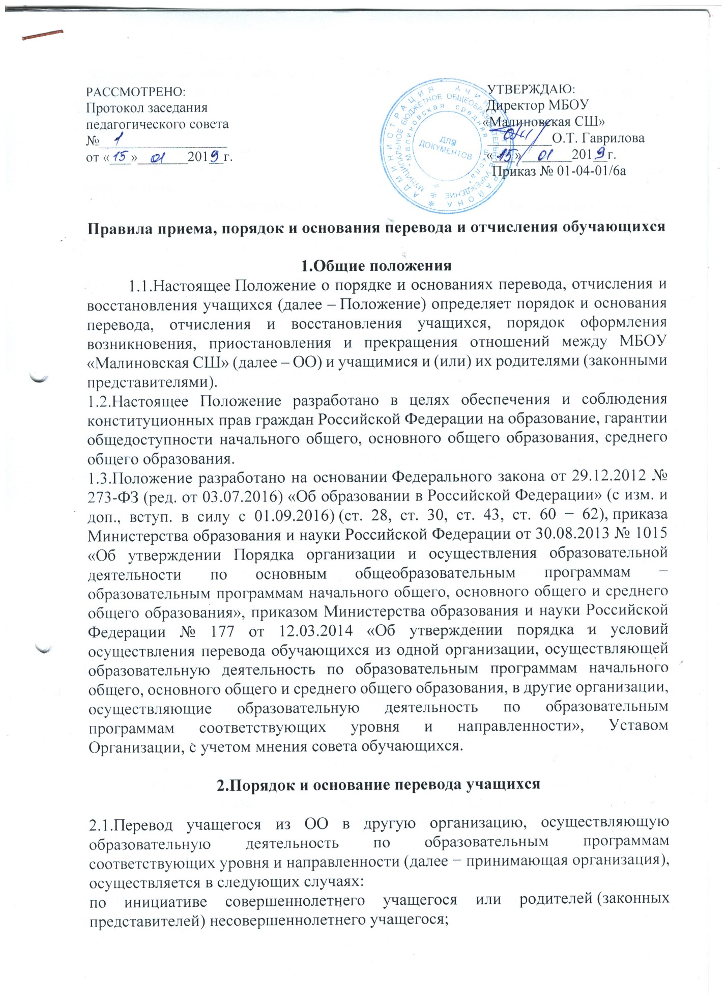 РАССМОТРЕНО:
Протокол заседания
педагогического совета
№ 1
от «15» 01 2019 г.
УТВЕРЖДАЮ:
Директор МБОУ
«Малиновская СШ»
О.Т. Гаврилова
«15» 01 2019 г.
Приказ № 01-04-01/6а
АДМИНИСТРАЦИЯ АЧИНСКОГО РАЙОНА
МУНИЦИПАЛЬНОЕ БЮДЖЕТНОЕ ОБЩЕОБРАЗОВАТЕЛЬНОЕ УЧРЕЖДЕНИЕ
"Малиновская средняя школа"
ДЛЯ
ДОКУМЕНТОВ
Правила приема, порядок и основания перевода и отчисления обучающихся
1.Общие положения
1.1.Настоящее Положение о порядке и основаниях перевода, отчисления и
восстановления учащихся (далее – Положение) определяет порядок и основания
перевода, отчисления и восстановления учащихся, порядок оформления
возникновения, приостановления и прекращения отношений между МБОУ
«Малиновская СШ» (далее – ОО) и учащимися и (или) их родителями (законными
представителями).
1.2.Настоящее Положение разработано в целях обеспечения и соблюдения
конституционных прав граждан Российской Федерации на образование, гарантии
общедоступности начального общего, основного общего образования, среднего
общего образования.
1.3.Положение разработано на основании Федерального закона от 29.12.2012 №
273-ФЗ (ред. от 03.07.2016) «Об образовании в Российской Федерации» (с изм. и
доп., вступ. в силу с 01.09.2016) (ст. 28, ст. 30, ст. 43, ст. 60 − 62), приказа
Министерства образования и науки Российской Федерации от 30.08.2013 № 1015
«Об утверждении Порядка организации и осуществления образовательной
деятельности по основным общеобразовательным программам −
образовательным программам начального общего, основного общего и среднего
общего образования», приказом Министерства образования и науки Российской
Федерации № 177 от 12.03.2014 «Об утверждении порядка и условий
осуществления перевода обучающихся из одной организации, осуществляющей
образовательную деятельность по образовательным программам начального
общего, основного общего и среднего общего образования, в другие организации,
осуществляющие образовательную деятельность по образовательным
программам соответствующих уровня и направленности», Уставом
Организации, с учетом мнения совета обучающихся.
2.Порядок и основание перевода учащихся
2.1.Перевод учащегося из ОО в другую организацию, осуществляющую
образовательную деятельность по образовательным программам
соответствующих уровня и направленности (далее − принимающая организация),
осуществляется в следующих случаях:
по инициативе совершеннолетнего учащегося или родителей (законных
представителей) несовершеннолетнего учащегося;